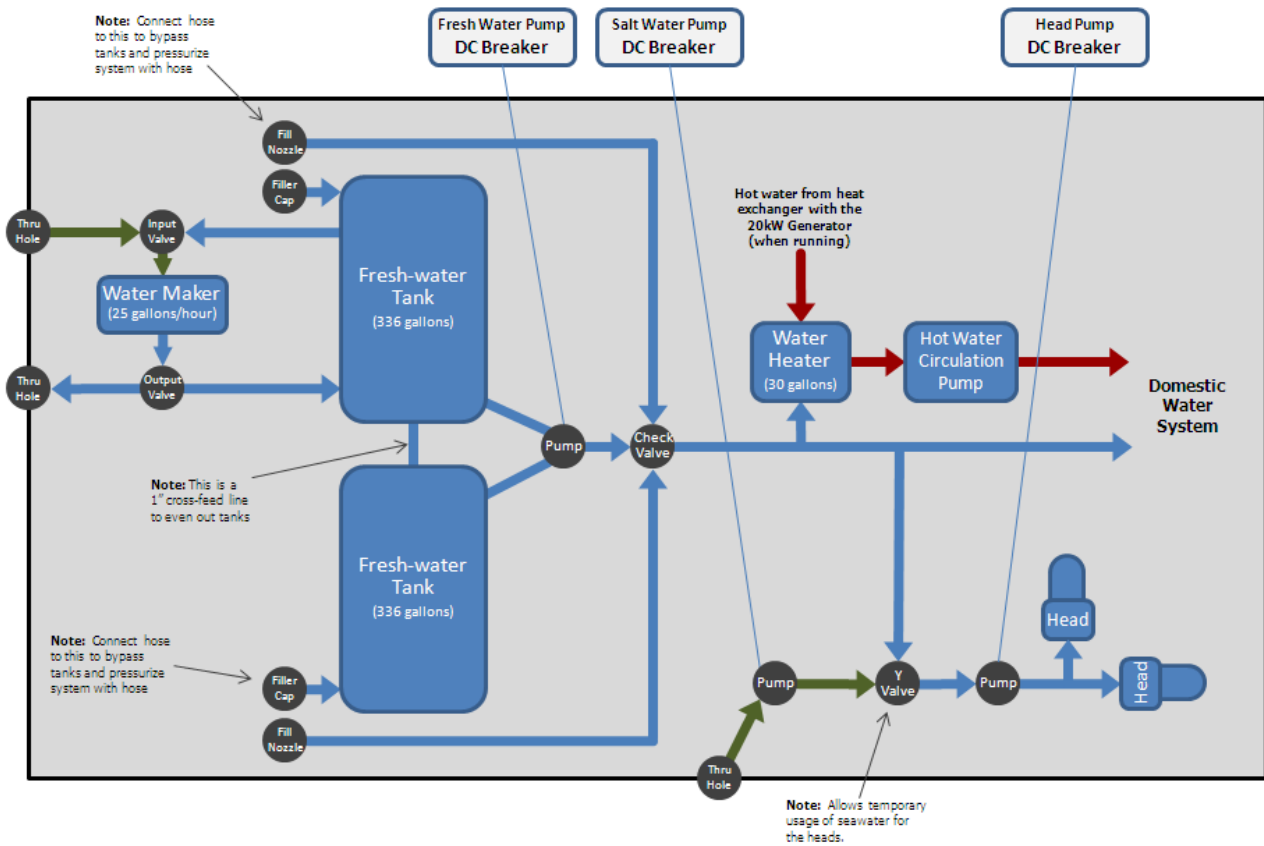 Note: Connect hose
to this to bypass
tanks and pressurize
system with hose
Fresh Water Pump
DC Breaker
Salt Water Pump
DC Breaker
Head Pump
DC Breaker
Fill
Nozzle
Filler
Cap
Thru
Hole
Input
Valve
Water Maker
(25 gallons/hour)
Thru
Hole
Output
Valve
Fresh-water
Tank
(336 gallons)
Hot water from heat
exchanger with the
20kW Generator
(when running)
Water
Heater
(30 gallons)
Hot Water
Circulation
Pump
Domestic
Water
System
Pump
Check
Valve
Note: This is a
1" cross-feed line
to even out tanks
Fresh-water
Tank
(336 gallons)
Note: Connect hose
to this to bypass
tanks and pressurize
system with hose
Filler
Cap
Fill
Nozzle
Pump
Y
Valve
Pump
Head
Head
Thru
Hole
Note: Allows temporary
usage of seawater for
the heads.